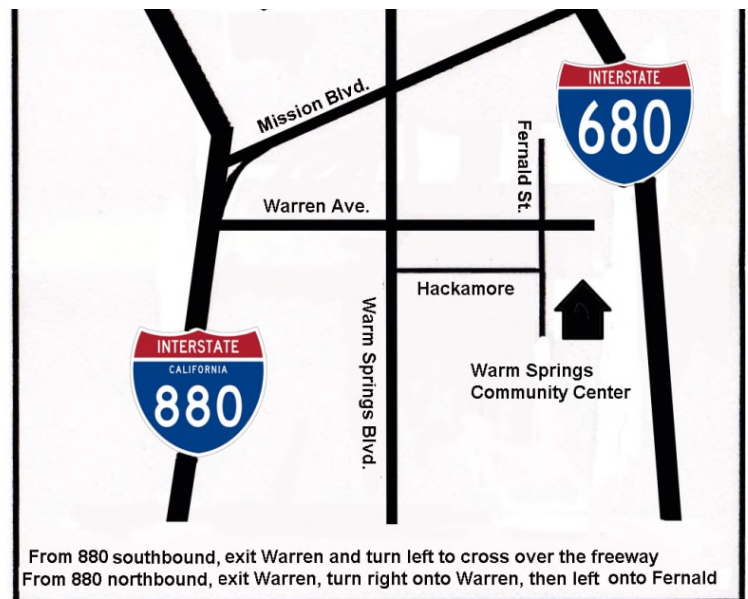 INTERSTATE
680
Mission Blvd.
Fernald St.
Warren Ave.
Hackamore
Warm Springs Blvd.
INTERSTATE
CALIFORNIA
880
Warm Springs
Community Center
From 880 southbound, exit Warren and turn left to cross over the freeway
From 880 northbound, exit Warren, turn right onto Warren, then left onto Fernald